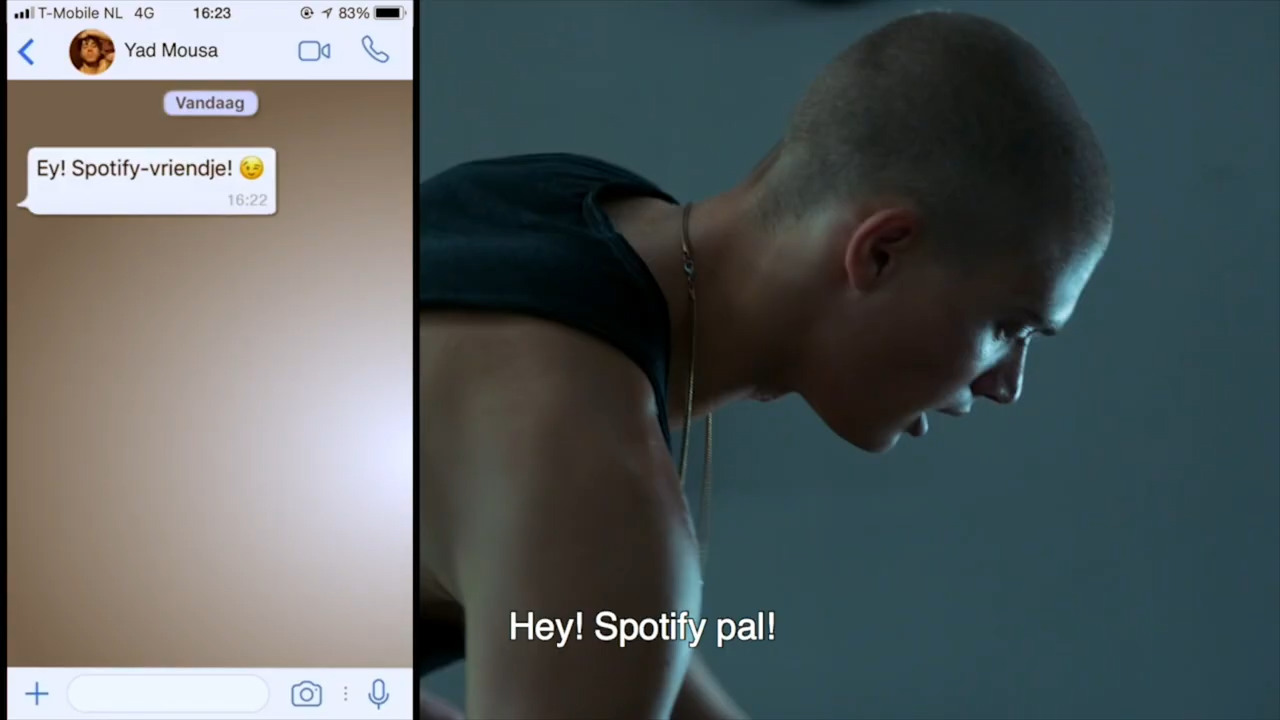 T-Mobile NL 4G 16:23 83%
Yad Mousa
Vandaag
Ey! Spotify-vriendje! 😉
16:22
Hey! Spotify pal!